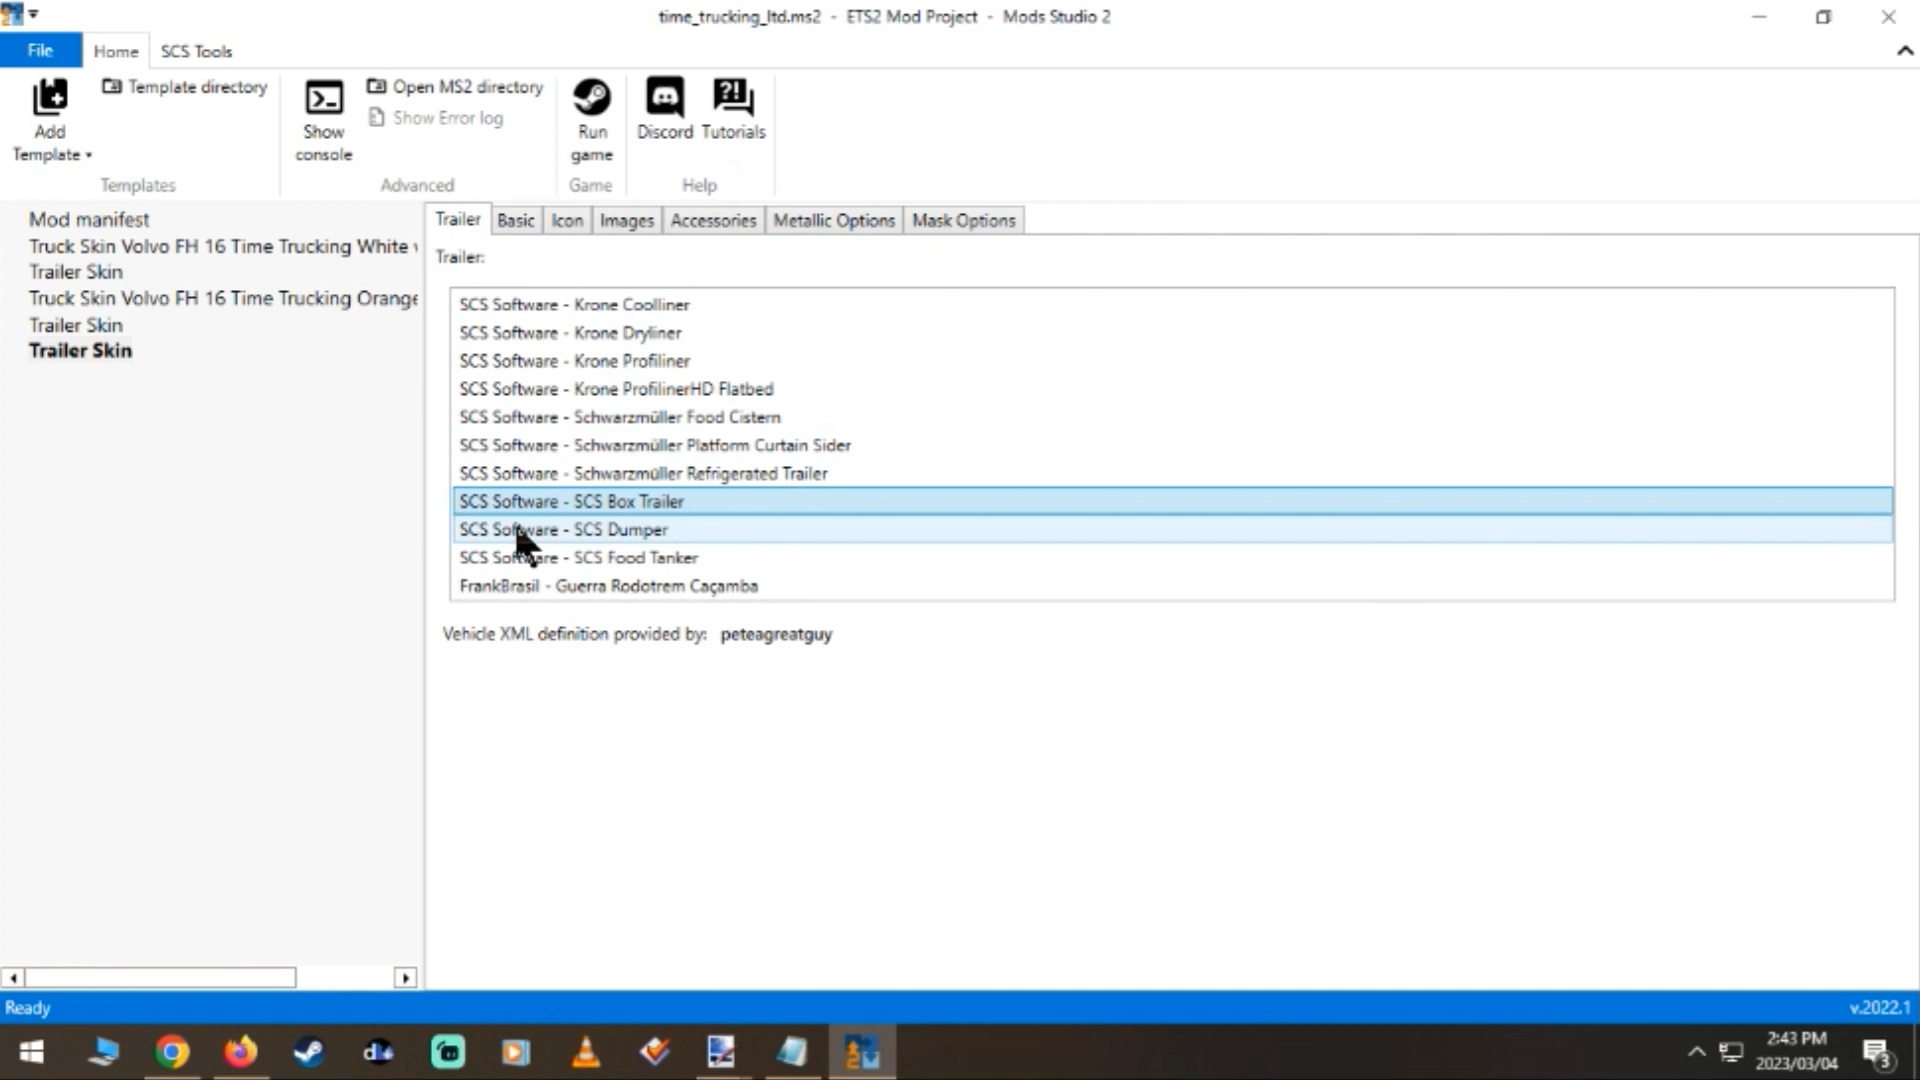 time_trucking_ltd.ms2 - ETS2 Mod Project - Mods Studio 2
File Home SCS Tools
Add Template
Template directory
Show console
Open MS2 directory
Show Error log
Run game
Discord
Tutorials
Templates Advanced Game Help
Mod manifest
Truck Skin Volvo FH 16 Time Trucking White
Trailer Skin
Truck Skin Volvo FH 16 Time Trucking Orange
Trailer Skin
Trailer Skin
Trailer Basic Icon Images Accessories Metallic Options Mask Options
Trailer:
SCS Software - Krone Coolliner
SCS Software - Krone Dryliner
SCS Software - Krone Profiliner
SCS Software - Krone ProfilinerHD Flatbed
SCS Software - Schwarzmüller Food Cistern
SCS Software - Schwarzmüller Platform Curtain Sider
SCS Software - Schwarzmüller Refrigerated Trailer
SCS Software - SCS Box Trailer
SCS Software - SCS Dumper
SCS Software - SCS Food Tanker
FrankBrasil - Guerra Rodotrem Caçamba
Vehicle XML definition provided by: peteagreatguy
Ready v.2022.1
2:43 PM
2023/03/04
3